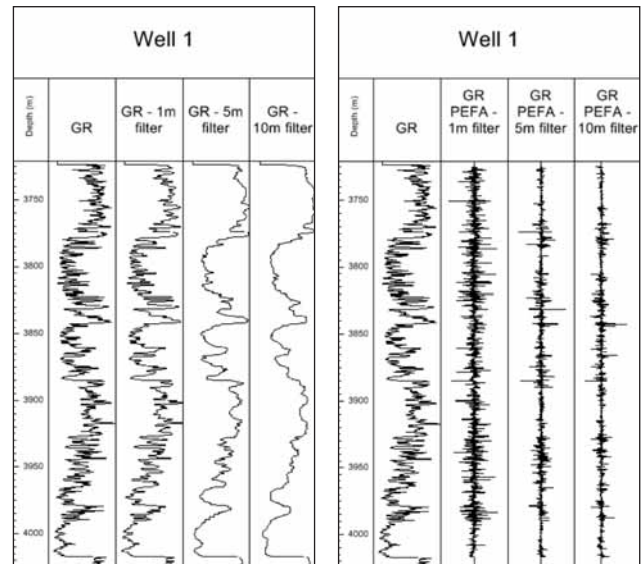 Well 1
Depth (m)
GR
GR - 1m
filter
GR - 5m
filter
GR -
10m filter
3750
3800
3850
3900
3950
4000
Well 1
Depth (m)
GR
GR
PEFA -
1m filter
GR
PEFA -
5m filter
GR
PEFA -
10m filter
3750
3800
3850
3900
3950
4000